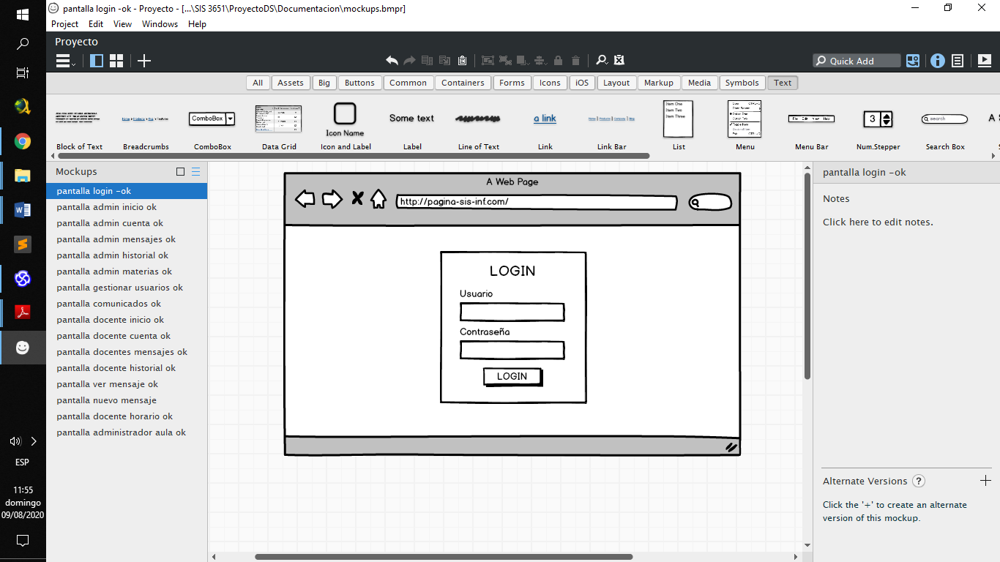 pantalla login -ok - Proyecto - [...\SIS 3651\ProyectoDS\Documentacion\mockups.bmpr]
Project Edit View Windows Help
Proyecto
Quick Add
All Assets Big Buttons Common Containers Forms Icons iOS Layout Markup Media Symbols Text
ComboBox
Icon Name
Some text
a link
Item One
Item Two
Item Three
3
search
Block of Text Breadcrumbs ComboBox Data Grid Icon and Label Label Line of Text Link Link Bar List Menu Menu Bar Num.Stepper Search Box
Mockups
pantalla login -ok
pantalla admin inicio ok
pantalla admin cuenta ok
pantalla admin mensajes ok
pantalla admin historial ok
pantalla admin materias ok
pantalla gestionar usuarios ok
pantalla comunicados ok
pantalla docente inicio ok
pantalla docente cuenta ok
pantalla docentes mensajes ok
pantalla docente historial ok
pantalla ver mensaje ok
pantalla nuevo mensaje
pantalla docente horario ok
pantalla administrador aula ok
A Web Page
http://pagina-sis-inf.com/
LOGIN
Usuario
Contraseña
LOGIN
pantalla login -ok
Notes
Click here to edit notes.
Alternate Versions ?
Click the '+' to create an alternate
version of this mockup.
ESP
11:55
domingo
09/08/2020